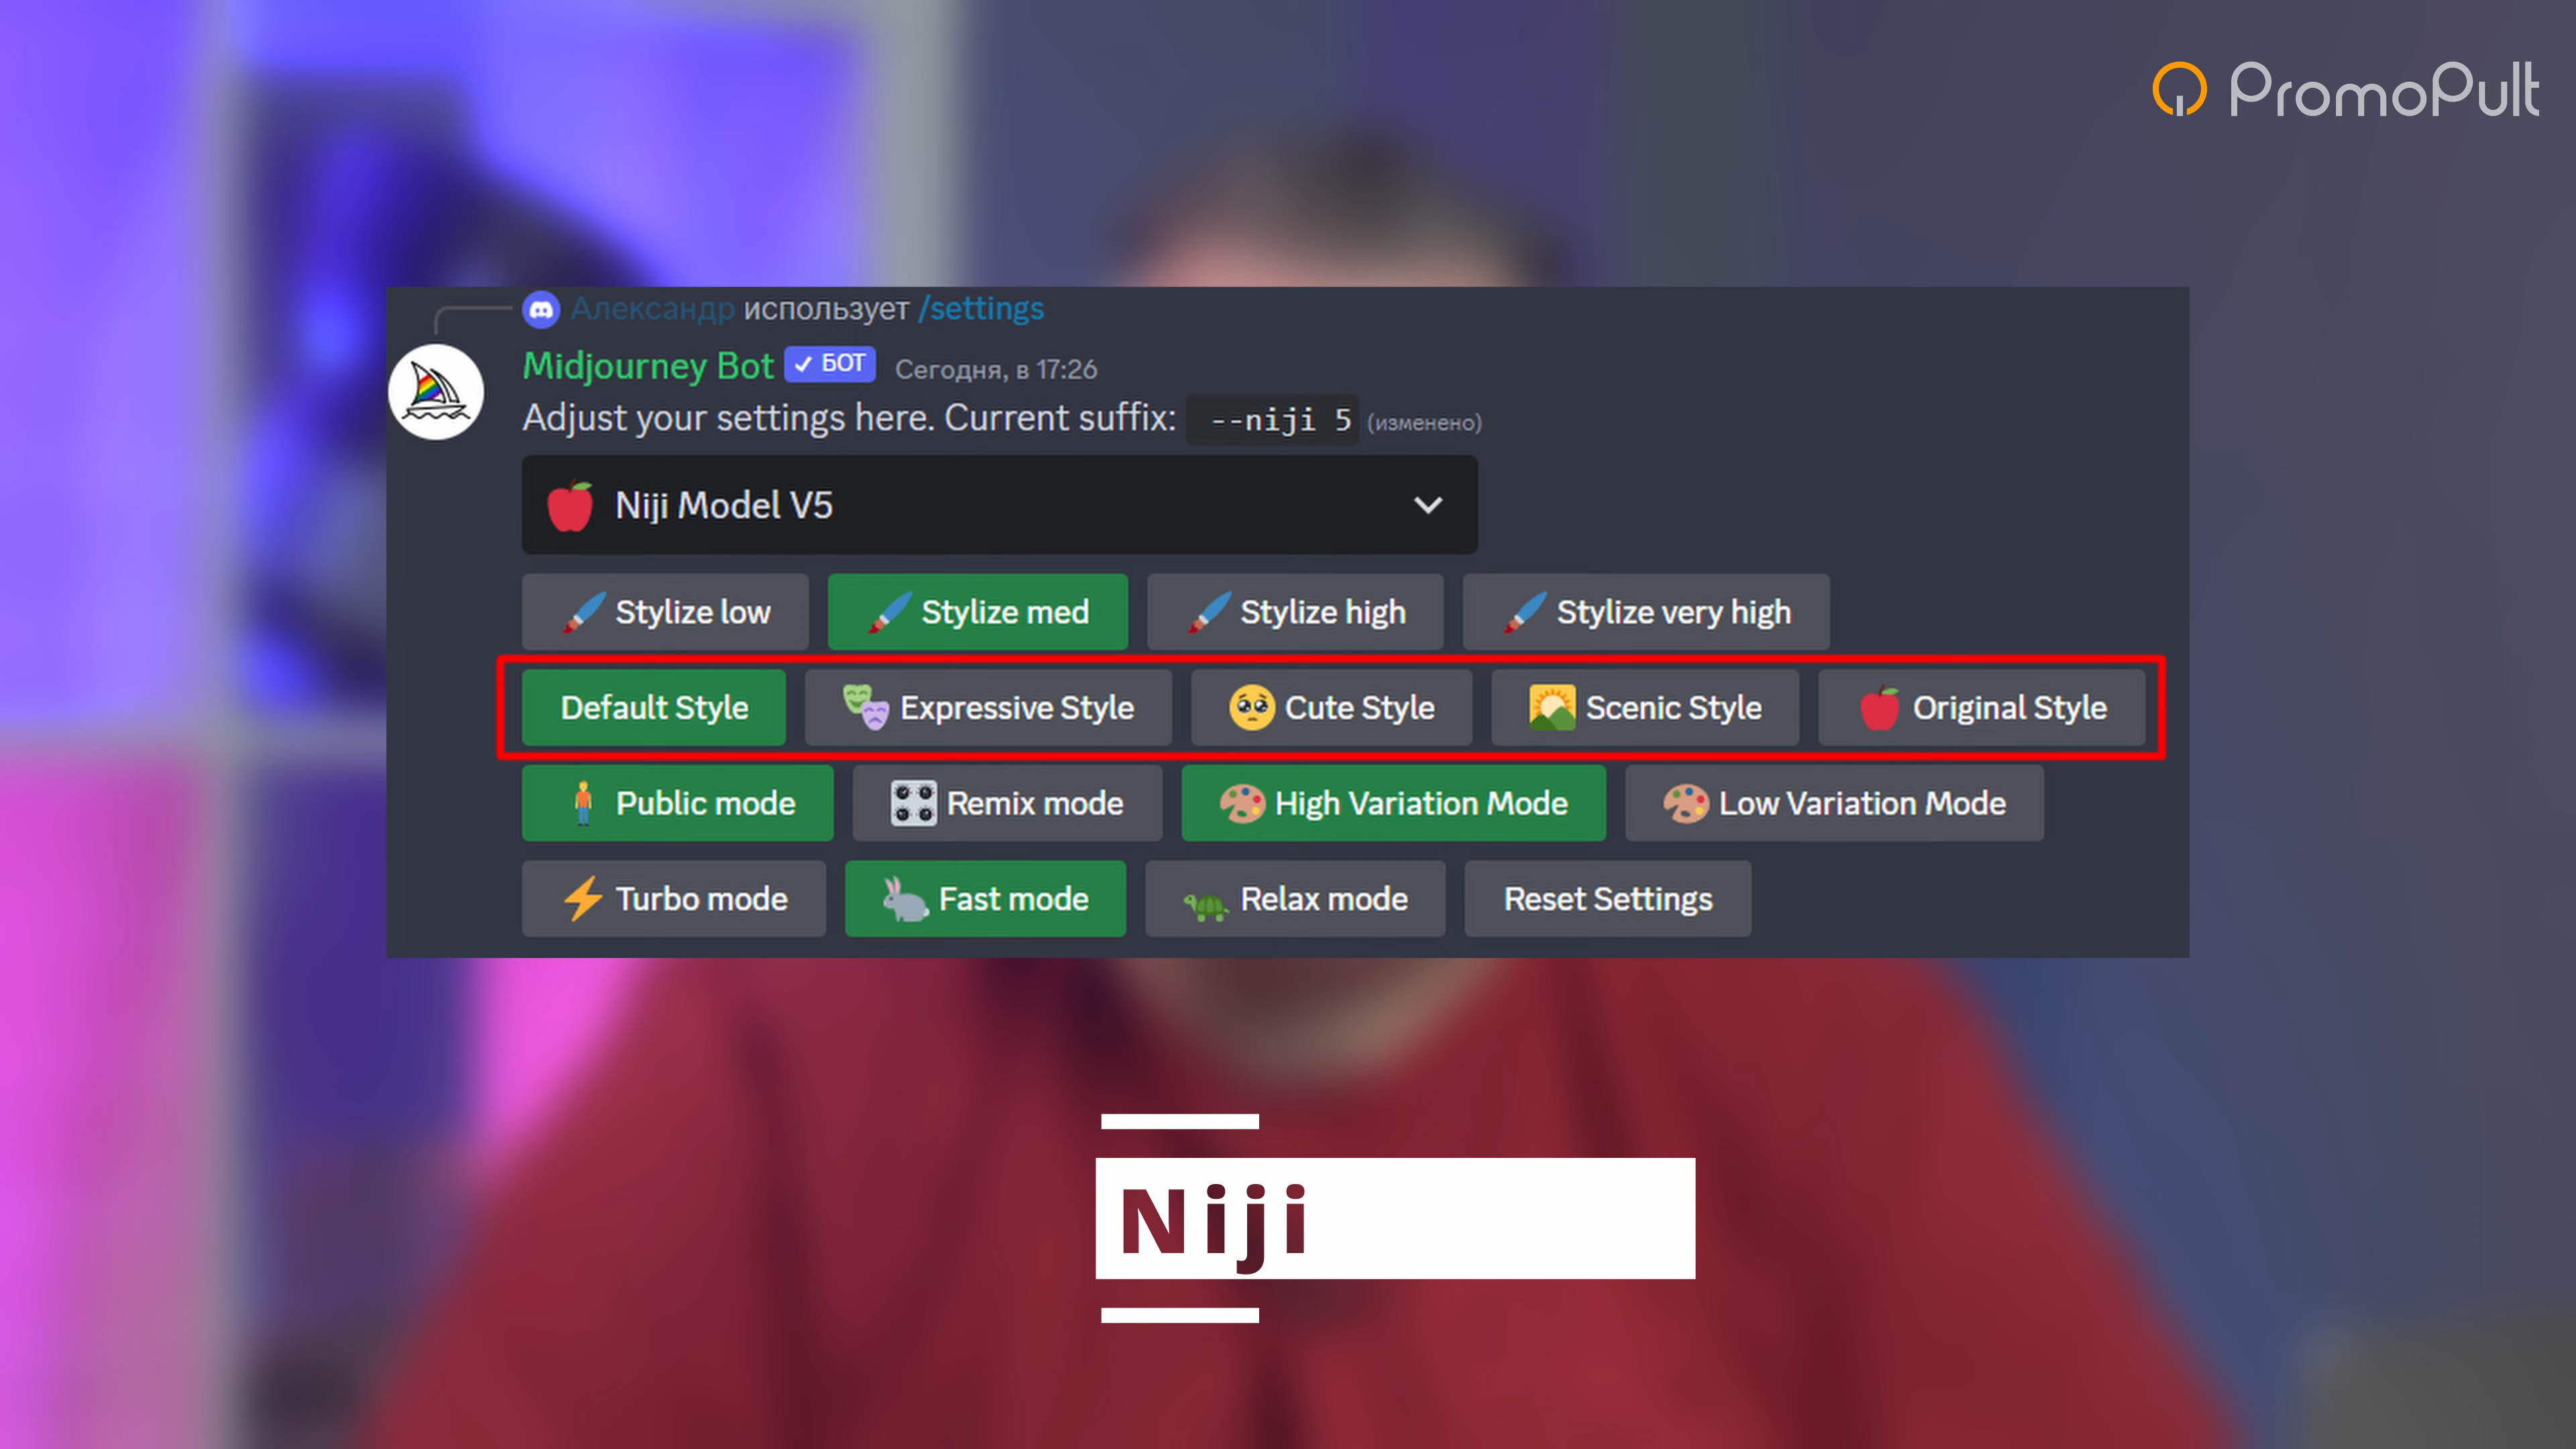 PromoPult
Александр использует /settings
Midjourney Bot ✓ БОТ Сегодня, в 17:26
Adjust your settings here. Current suffix: --niji 5 (изменено)
Niji Model V5
Stylize low Stylize med Stylize high Stylize very high
Default Style Expressive Style Cute Style Scenic Style Original Style
Public mode Remix mode High Variation Mode Low Variation Mode
Turbo mode Fast mode Relax mode Reset Settings
Niji